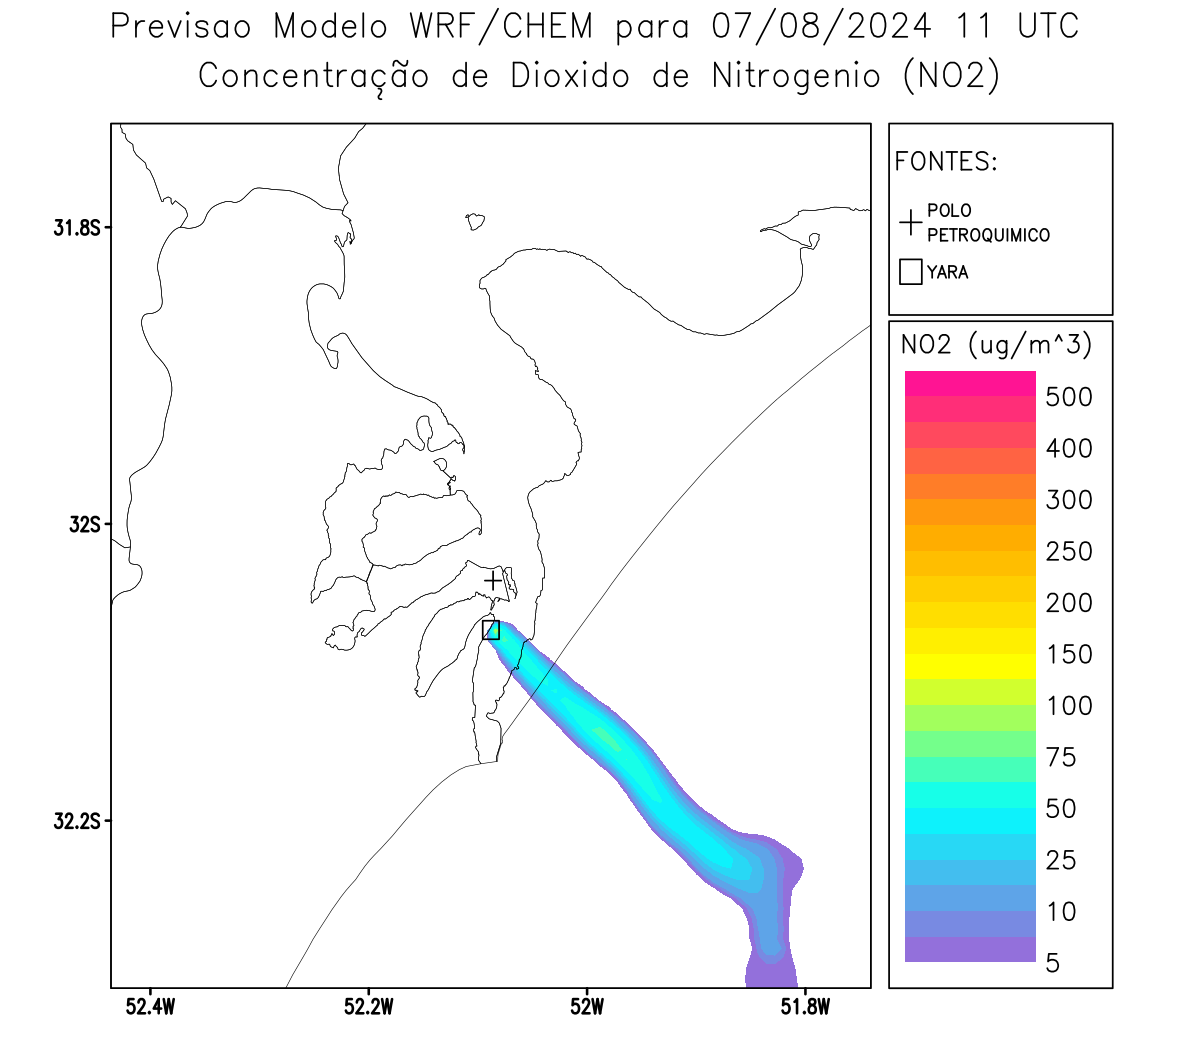 Previsao Modelo WRF/CHEM para 07/08/2024 11 UTC
Concentração de Dioxido de Nitrogenio (NO2)
FONTES:
POLO
PETROQUIMICO
YARA
NO2 (ug/m^3)
500
400
300
250
200
150
100
75
50
25
10
5
31.8S
32S
32.2S
52.4W
52.2W
52W
51.8W